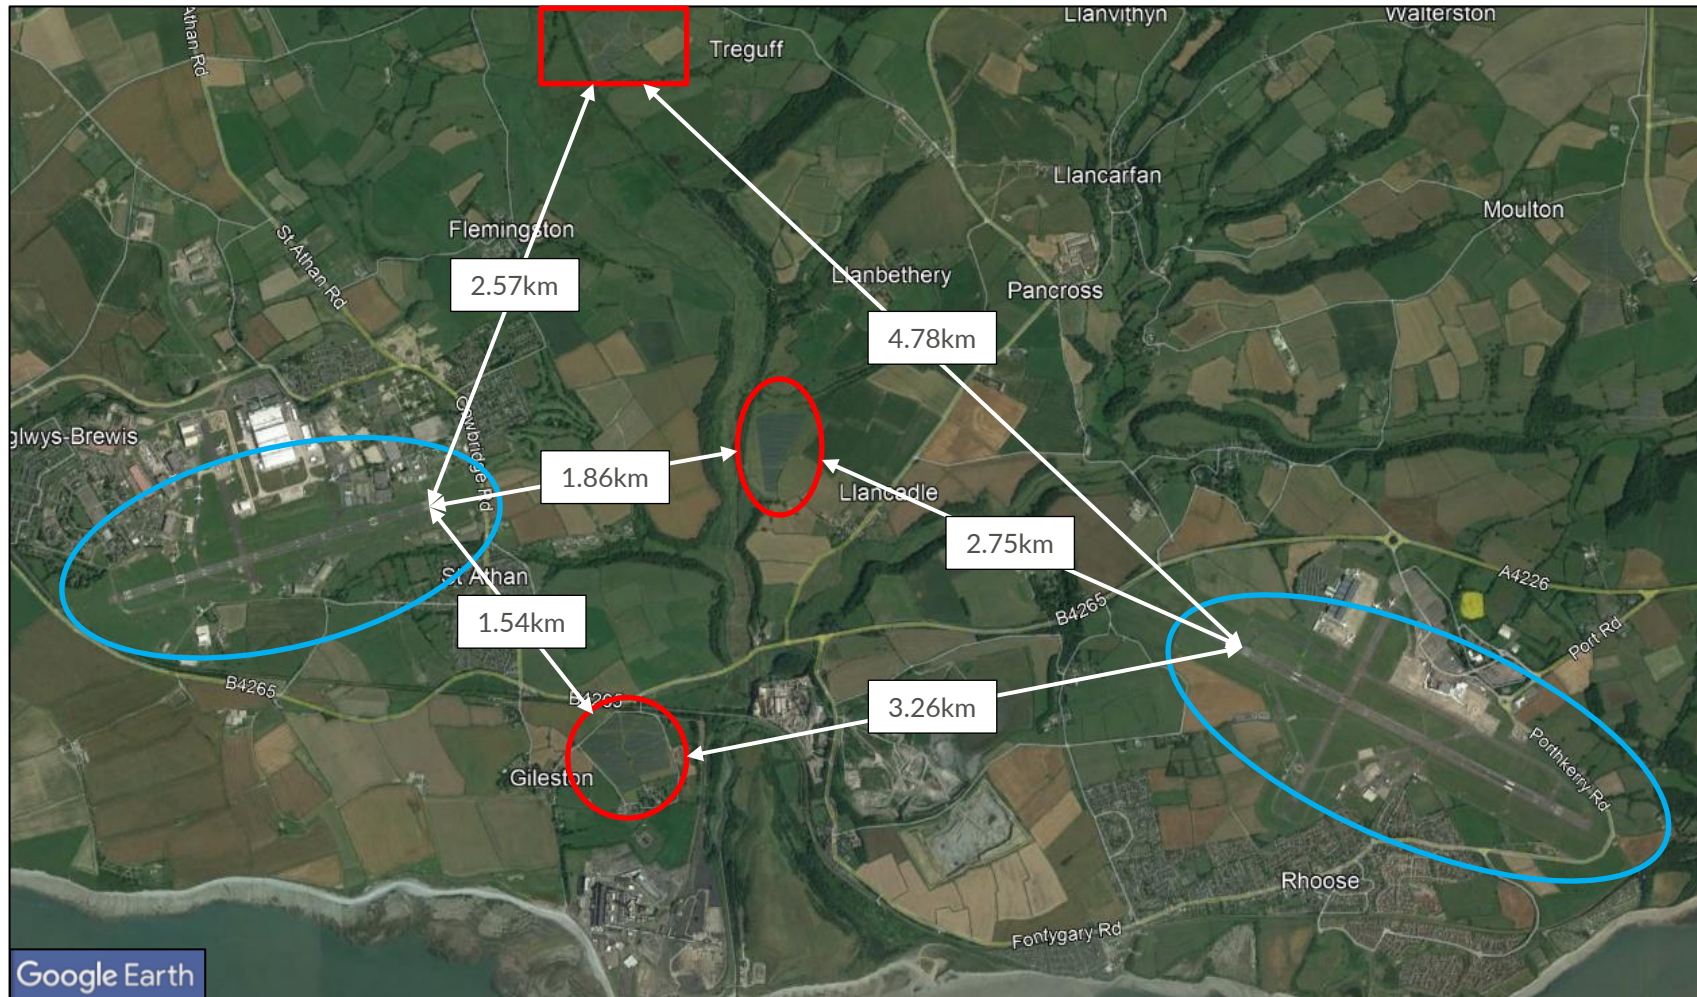 Athan Rd
Llanvithyn
Walterston
Treguff
Llancarfan
Moulton
Flemingston
St Athan Rd
Llanbethery
Pancross
2.57km
4.78km
glwys-Brewis
Cowbridge Rd
1.86km
Llancadle
2.75km
St Athan
A4226
B4265
1.54km
Port Rd
B4265
B4265
3.26km
Porthkerry Rd
Gileston
Rhoose
Fontygary Rd
Google Earth